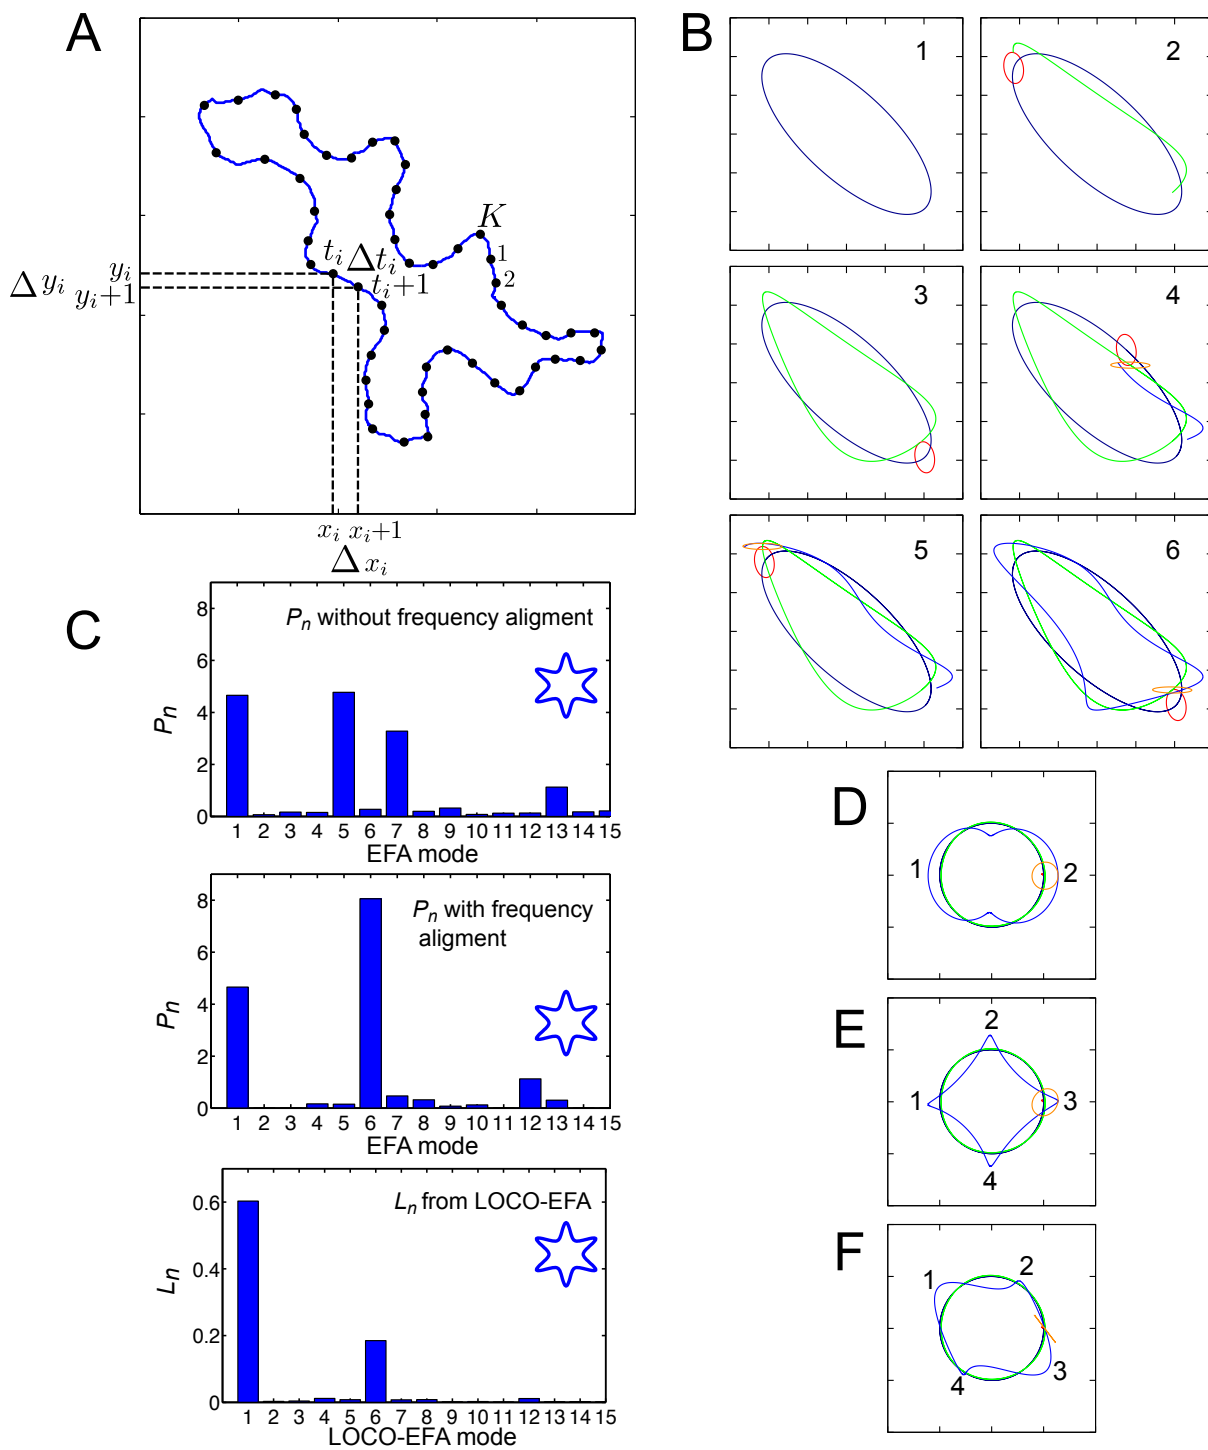 A
K
1
2
t_i Δt_i
t_i+1
Δ y_i
y_i
y_i+1
x_i x_i+1
Δ x_i
B
1
2
3
4
5
6
C
P_n without frequency aligment
8
6
4
2
0
P_n
1 2 3 4 5 6 7 8 9 10 11 12 13 14 15
EFA mode
P_n with frequency
aligment
8
6
4
2
0
P_n
1 2 3 4 5 6 7 8 9 10 11 12 13 14 15
EFA mode
L_n from LOCO-EFA
0.6
0.4
0.2
0
L_n
1 2 3 4 5 6 7 8 9 10 11 12 13 14 15
LOCO-EFA mode
D
1
2
E
2
1
3
4
F
1
2
3
4